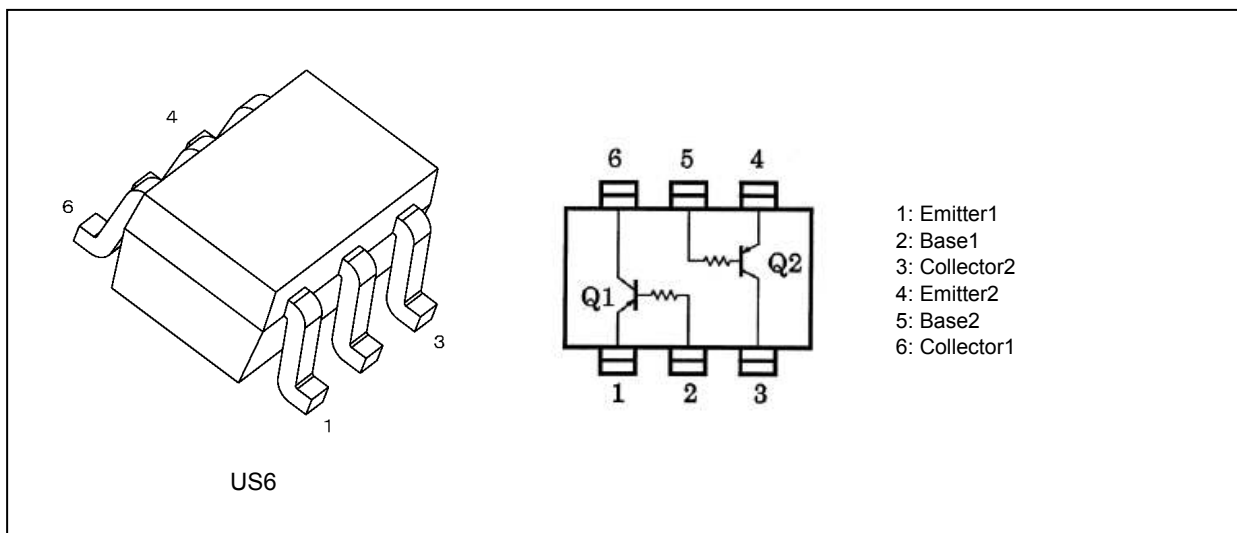 4
6
3
1
US6
6 5 4
Q1 Q2
1 2 3
1: Emitter1
2: Base1
3: Collector2
4: Emitter2
5: Base2
6: Collector1